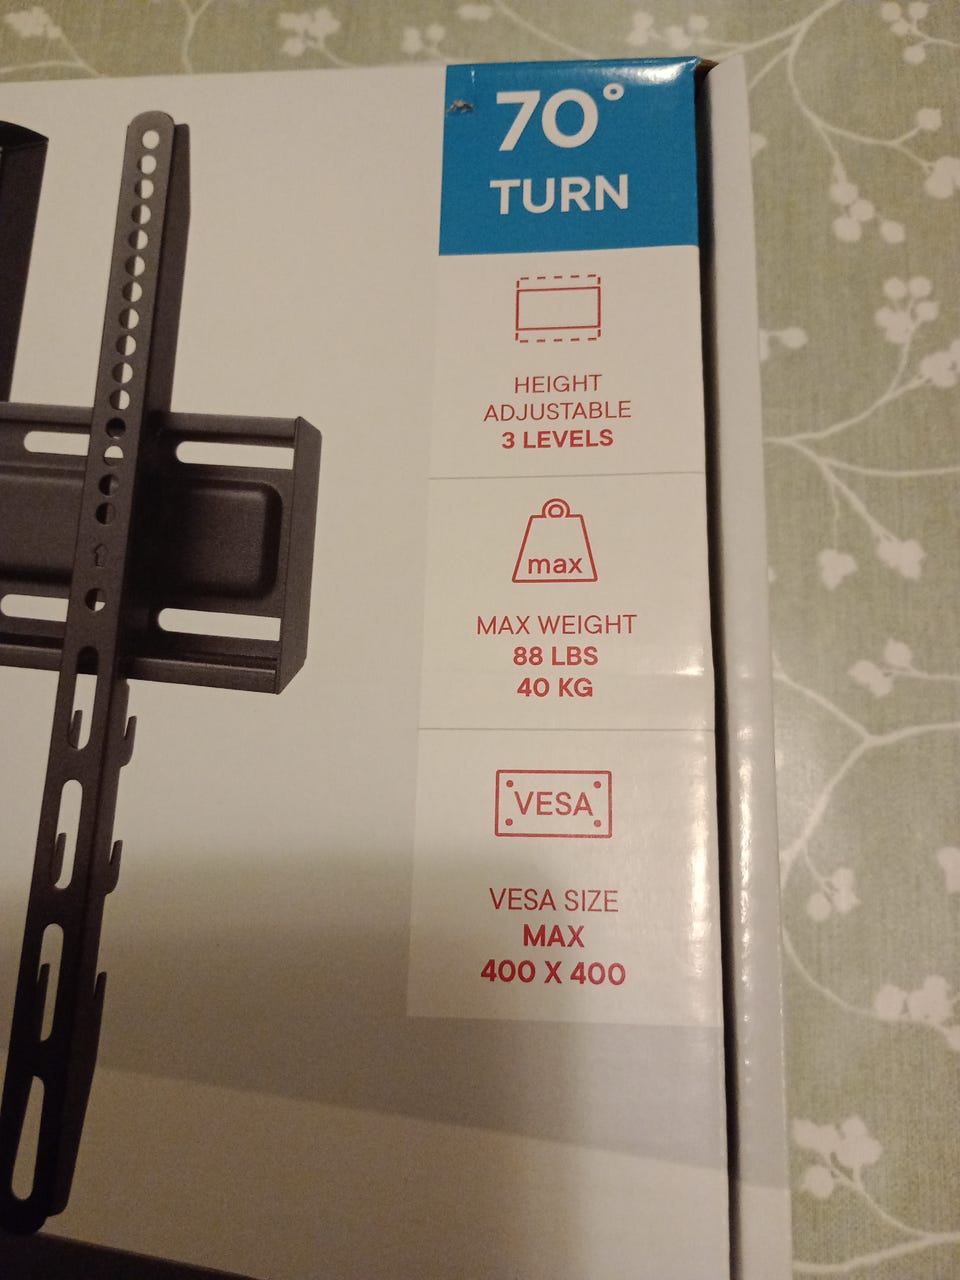 70°
TURN
HEIGHT
ADJUSTABLE
3 LEVELS
max
MAX WEIGHT
88 LBS
40 KG
VESA
VESA SIZE
MAX
400 X 400